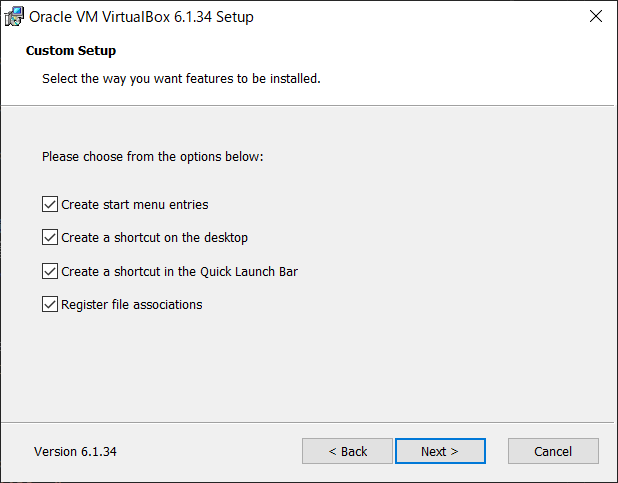 Oracle VM VirtualBox 6.1.34 Setup
Custom Setup
Select the way you want features to be installed.
Please choose from the options below:
Create start menu entries
Create a shortcut on the desktop
Create a shortcut in the Quick Launch Bar
Register file associations
Version 6.1.34
< Back
Next >
Cancel